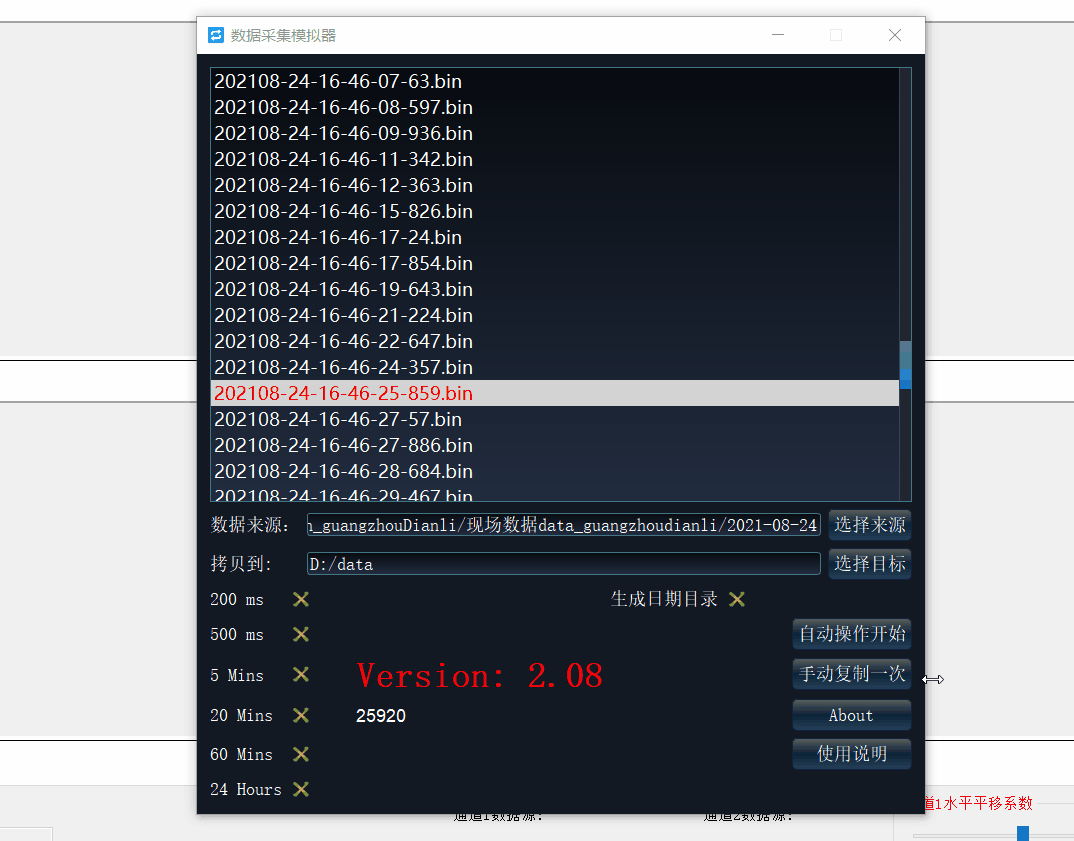 数据采集模拟器
202108-24-16-46-07-63.bin
202108-24-16-46-08-597.bin
202108-24-16-46-09-936.bin
202108-24-16-46-11-342.bin
202108-24-16-46-12-363.bin
202108-24-16-46-15-826.bin
202108-24-16-46-17-24.bin
202108-24-16-46-17-854.bin
202108-24-16-46-19-643.bin
202108-24-16-46-21-224.bin
202108-24-16-46-22-647.bin
202108-24-16-46-24-357.bin
202108-24-16-46-25-859.bin
202108-24-16-46-27-57.bin
202108-24-16-46-27-886.bin
202108-24-16-46-28-684.bin
202108-24-16-46-29-467.bin
数据来源: _guangzhouDianli/现场数据data_guangzhoudianli/2021-08-24 选择来源
拷贝到: D:/data 选择目标
200 ms 生成日期目录
500 ms 自动操作开始
5 Mins Version: 2.08 手动复制一次
20 Mins 25920 About
60 Mins 使用说明
24 Hours
道1水平平移系数
通道1数据源: 通道2数据源: